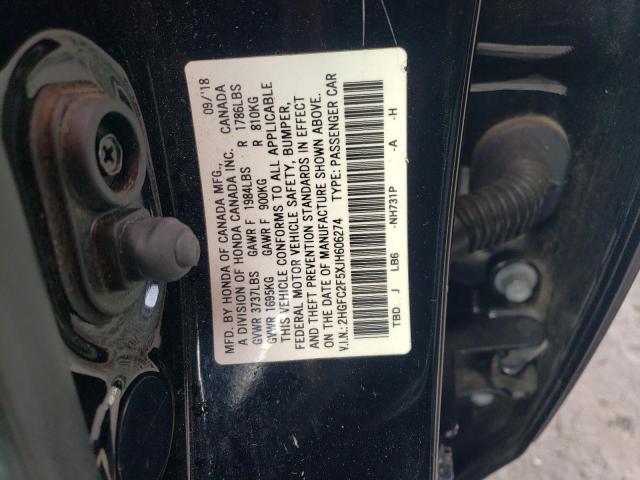 MFD. BY HONDA OF CANADA MFG., 09/'18
A DIVISION OF HONDA CANADA INC. CANADA
GVWR 3737LBS GAWR F 1984LBS R 1786LBS
GVWR 1695KG GAWR F 900KG R 810KG
THIS VEHICLE CONFORMS TO ALL APPLICABLE
FEDERAL MOTOR VEHICLE SAFETY, BUMPER,
AND THEFT PREVENTION STANDARDS IN EFFECT
ON THE DATE OF MANUFACTURE SHOWN ABOVE.
V.I.N.: 2HGFC2F5XJH606274 TYPE: PASSENGER CAR
TBD J LB6 -NH731P -A -H